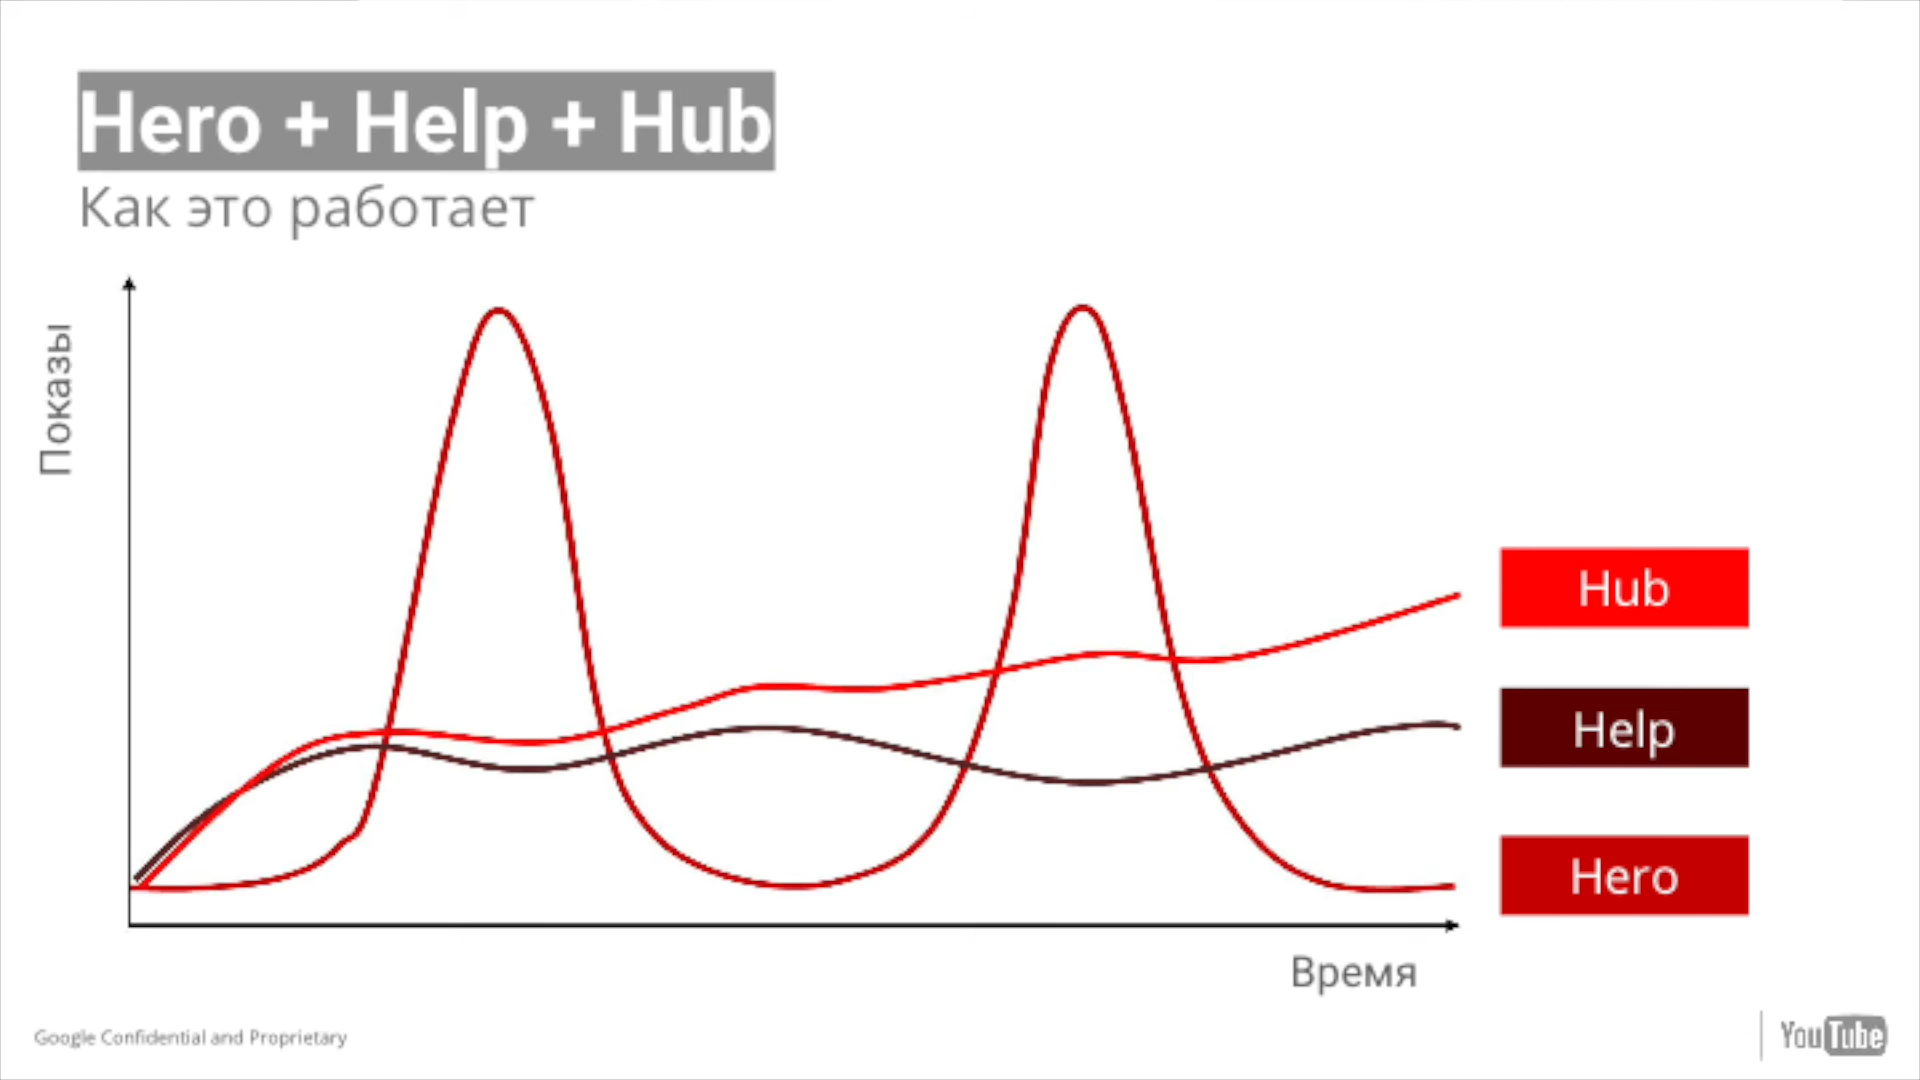 Hero + Help + Hub
Как это работает
Показы
Hub
Help
Hero
Время
Google Confidential and Proprietary
YouTube